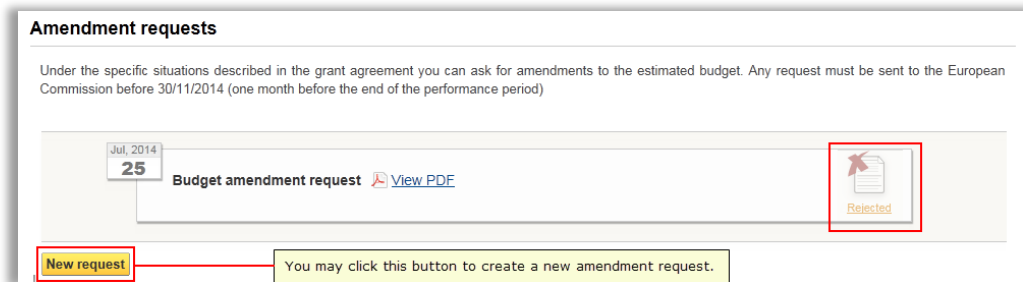 Amendment requests
Under the specific situations described in the grant agreement you can ask for amendments to the estimated budget. Any request must be sent to the European
Commission before 30/11/2014 (one month before the end of the performance period)
Jul, 2014
25
Budget amendment request View PDF
Rejected
New request
You may click this button to create a new amendment request.